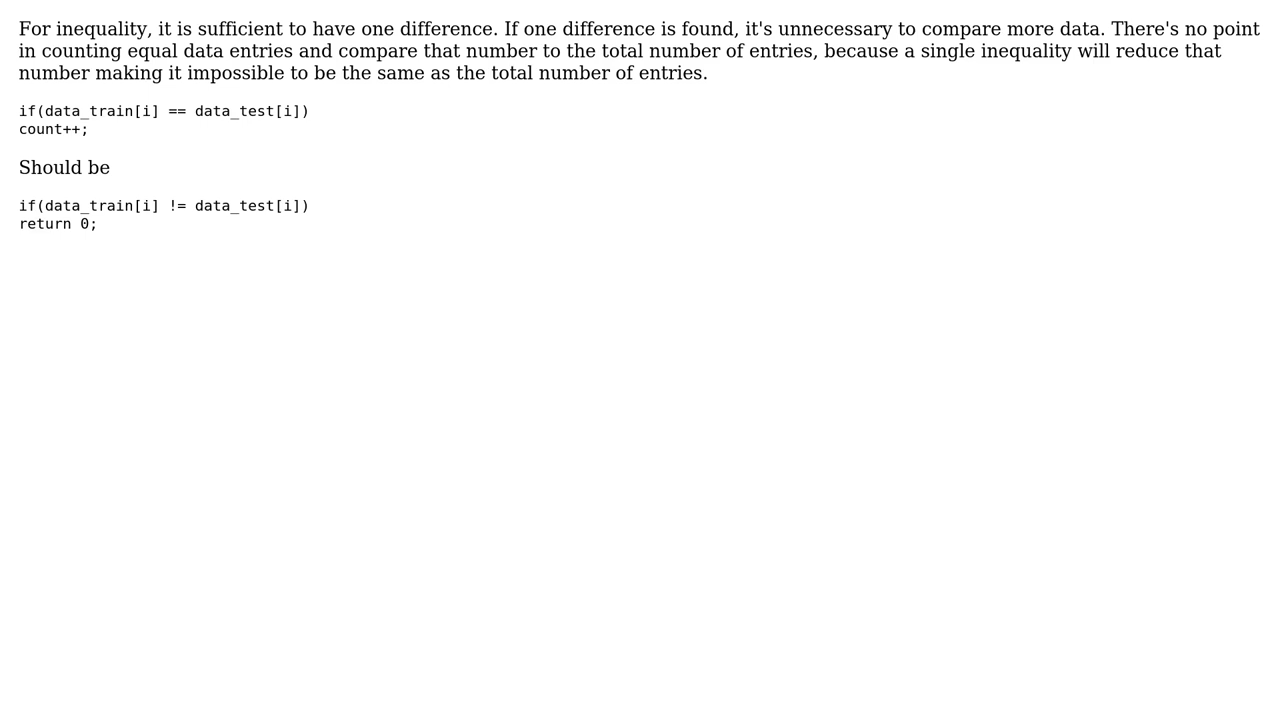 For inequality, it is sufficient to have one difference. If one difference is found, it's unnecessary to compare more data. There's no point
in counting equal data entries and compare that number to the total number of entries, because a single inequality will reduce that
number making it impossible to be the same as the total number of entries.
if(data_train[i] == data_test[i])
count++;
Should be
if(data_train[i] != data_test[i])
return 0;